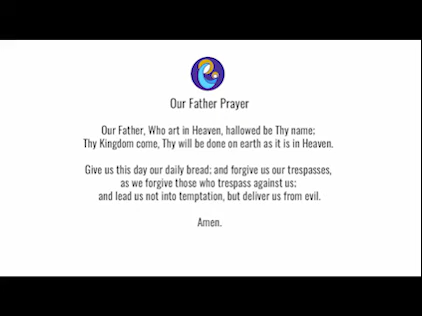 Our Father Prayer
Our Father, Who art in Heaven, hallowed be Thy name;
Thy Kingdom come, Thy will be done on earth as it is in Heaven.
Give us this day our daily bread; and forgive us our trespasses,
as we forgive those who trespass against us;
and lead us not into temptation, but deliver us from evil.
Amen.